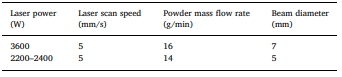 Laser power (W) Laser scan speed (mm/s) Powder mass flow rate (g/min) Beam diameter (mm)
3600 5 16 7
2200–2400 5 14 5